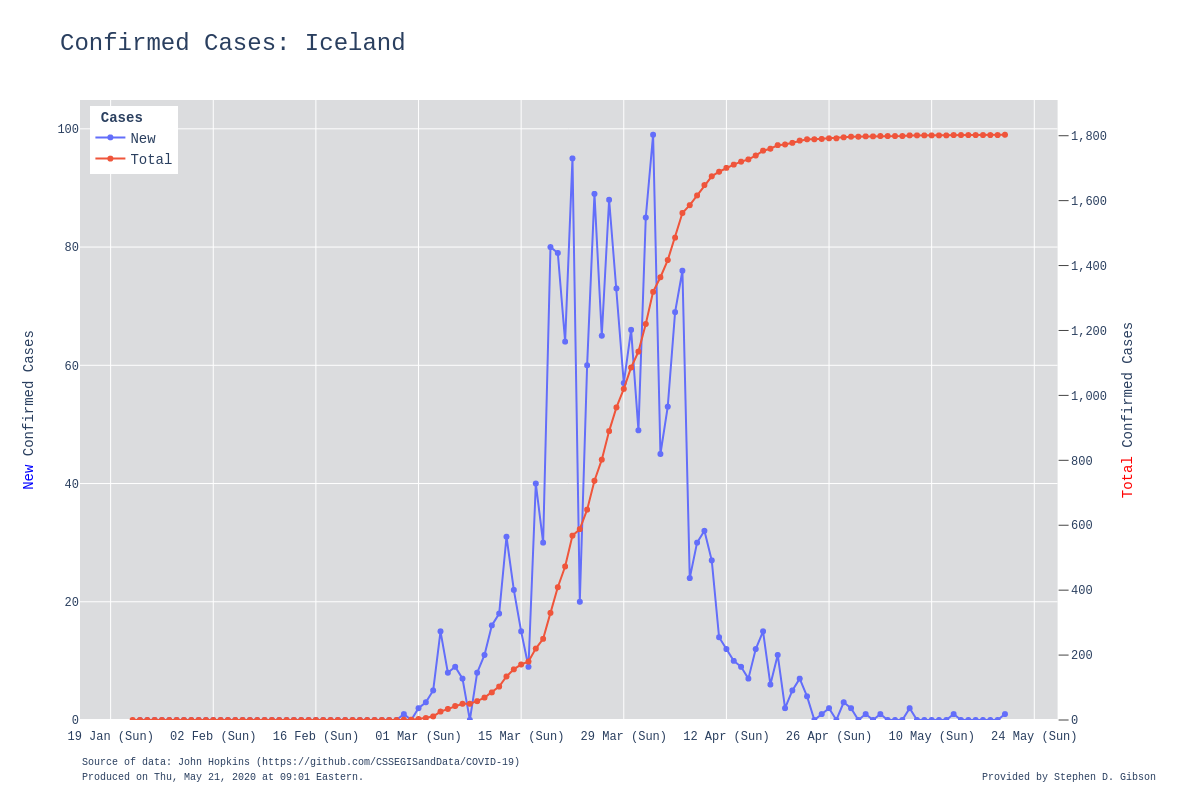 Confirmed Cases: Iceland
Cases
New
Total
100
80
60
40
20
0
1,800
1,600
1,400
1,200
1,000
800
600
400
200
0
New Confirmed Cases
Total Confirmed Cases
19 Jan (Sun) 02 Feb (Sun) 16 Feb (Sun) 01 Mar (Sun) 15 Mar (Sun) 29 Mar (Sun) 12 Apr (Sun) 26 Apr (Sun) 10 May (Sun) 24 May (Sun)
Source of data: John Hopkins (https://github.com/CSSEGISandData/COVID-19)
Produced on Thu, May 21, 2020 at 09:01 Eastern.
Provided by Stephen D. Gibson